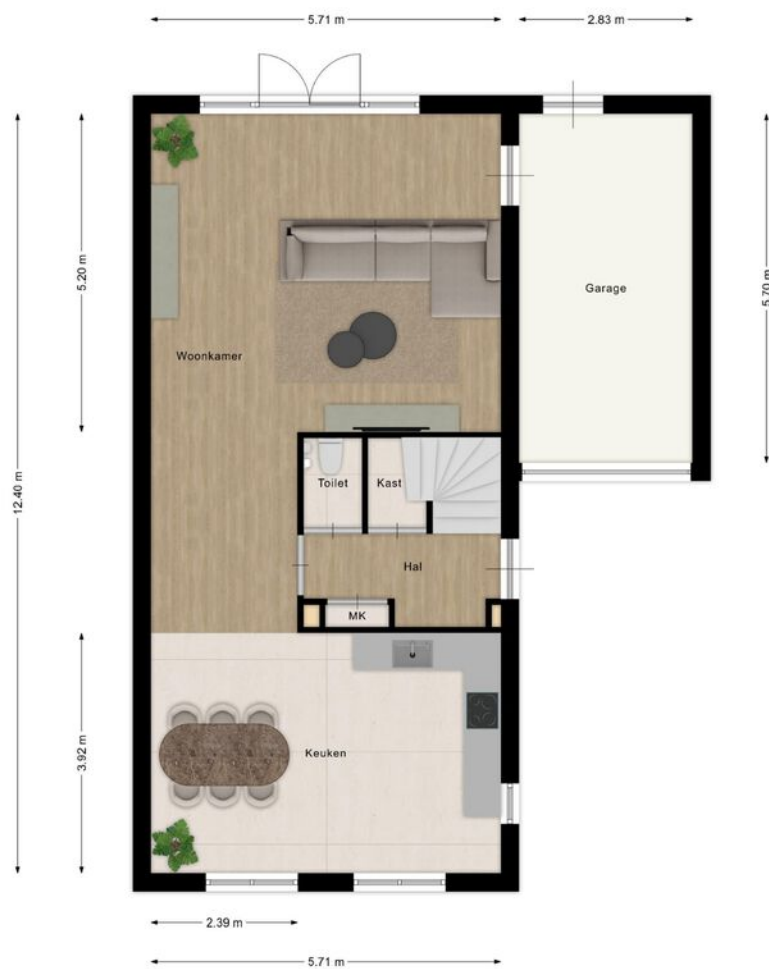 5.71 m
2.83 m
5.20 m
12.40 m
5.70 m
Garage
Woonkamer
Toilet
Kast
Hal
MK
3.92 m
Keuken
2.39 m
5.71 m